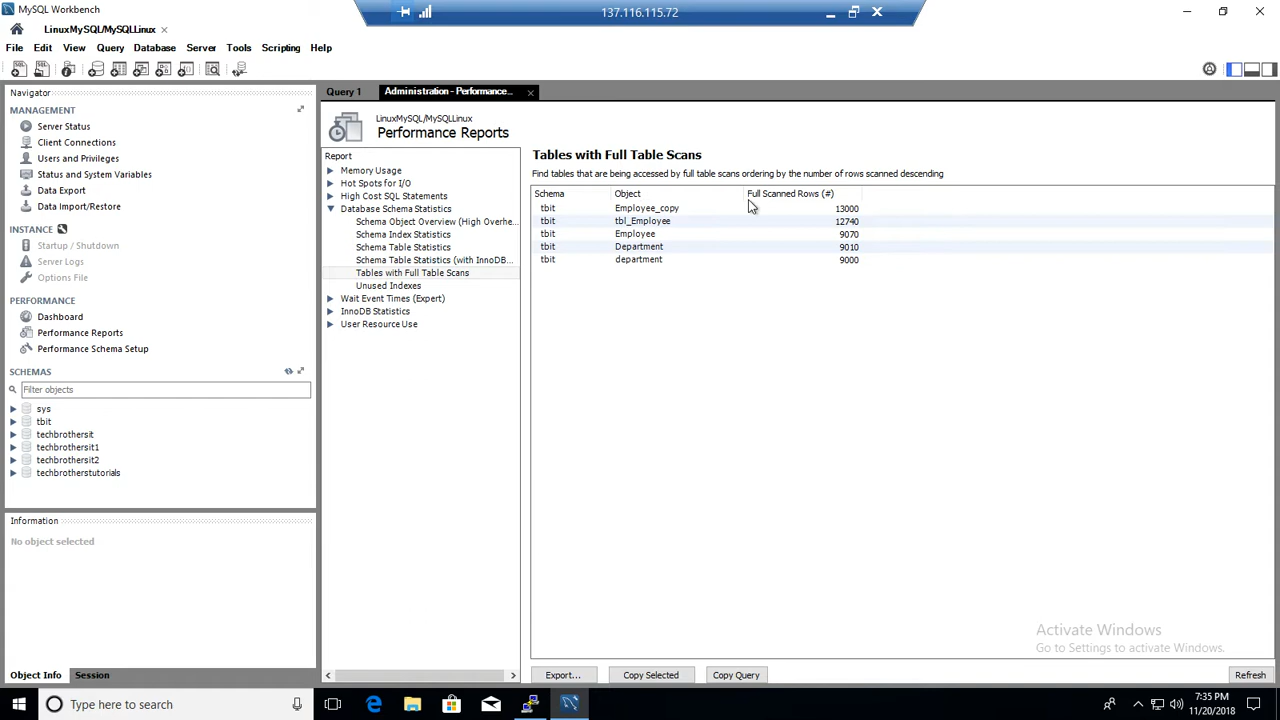 MySQL Workbench
137.116.115.72
LinuxMySQL/MySQLLinux
File Edit View Query Database Server Tools Scripting Help
Navigator
MANAGEMENT
Server Status
Client Connections
Users and Privileges
Status and System Variables
Data Export
Data Import/Restore
INSTANCE
Startup / Shutdown
Server Logs
Options File
PERFORMANCE
Dashboard
Performance Reports
Performance Schema Setup
SCHEMAS
Filter objects
sys
tbit
techbrothersit
techbrothersit1
techbrothersit2
techbrotherstutorials
Information
No object selected
Object Info Session
Query 1 Administration - Performance...
LinuxMySQL/MySQLLinux
Performance Reports
Report
Memory Usage
Hot Spots for I/O
High Cost SQL Statements
Database Schema Statistics
Schema Object Overview (High Overhe...
Schema Index Statistics
Schema Table Statistics
Schema Table Statistics (with InnoDB...
Tables with Full Table Scans
Unused Indexes
Wait Event Times (Expert)
InnoDB Statistics
User Resource Use
Tables with Full Table Scans
Find tables that are being accessed by full table scans ordering by the number of rows scanned descending
Schema Object Full Scanned Rows (#)
tbit Employee_copy 13000
tbit tbl_Employee 12740
tbit Employee 9070
tbit Department 9010
tbit department 9000
Activate Windows
Go to Settings to activate Windows.
Export... Copy Selected Copy Query Refresh
Type here to search
7:35 PM
11/20/2018